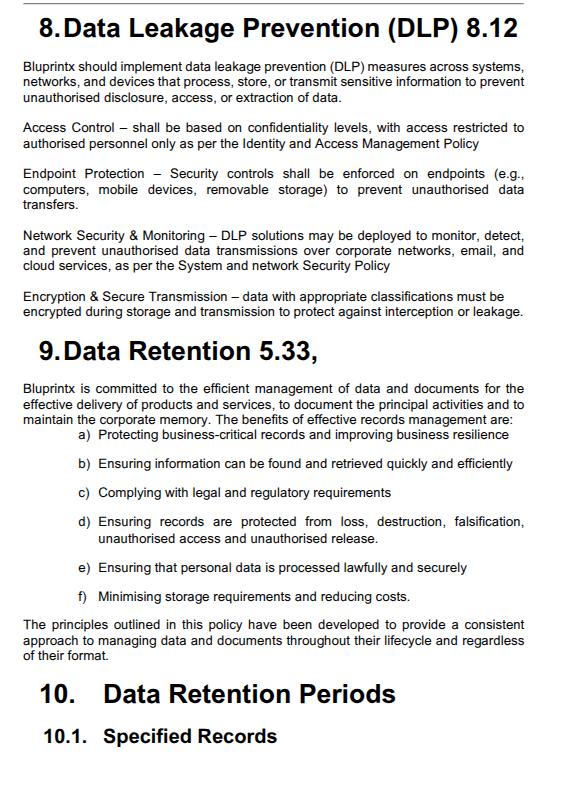 8. Data Leakage Prevention (DLP) 8.12
Bluprintx should implement data leakage prevention (DLP) measures across systems,
networks, and devices that process, store, or transmit sensitive information to prevent
unauthorised disclosure, access, or extraction of data.
Access Control – shall be based on confidentiality levels, with access restricted to
authorised personnel only as per the Identity and Access Management Policy
Endpoint Protection – Security controls shall be enforced on endpoints (e.g.,
computers, mobile devices, removable storage) to prevent unauthorised data
transfers.
Network Security & Monitoring – DLP solutions may be deployed to monitor, detect,
and prevent unauthorised data transmissions over corporate networks, email, and
cloud services, as per the System and network Security Policy
Encryption & Secure Transmission – data with appropriate classifications must be
encrypted during storage and transmission to protect against interception or leakage.
9. Data Retention 5.33,
Bluprintx is committed to the efficient management of data and documents for the
effective delivery of products and services, to document the principal activities and to
maintain the corporate memory. The benefits of effective records management are:
a) Protecting business-critical records and improving business resilience
b) Ensuring information can be found and retrieved quickly and efficiently
c) Complying with legal and regulatory requirements
d) Ensuring records are protected from loss, destruction, falsification,
unauthorised access and unauthorised release.
e) Ensuring that personal data is processed lawfully and securely
f) Minimising storage requirements and reducing costs.
The principles outlined in this policy have been developed to provide a consistent
approach to managing data and documents throughout their lifecycle and regardless
of their format.
10. Data Retention Periods
10.1. Specified Records